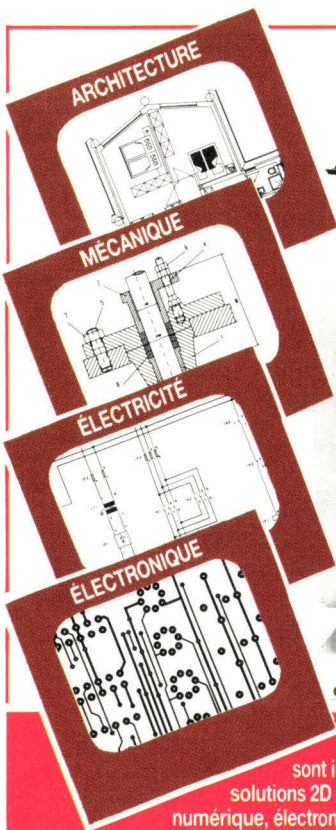 ARCHITECTURE
MÉCANIQUE
ÉLECTRICITÉ
ÉLECTRONIQUE
sont i
solutions 2D
numérique, électron